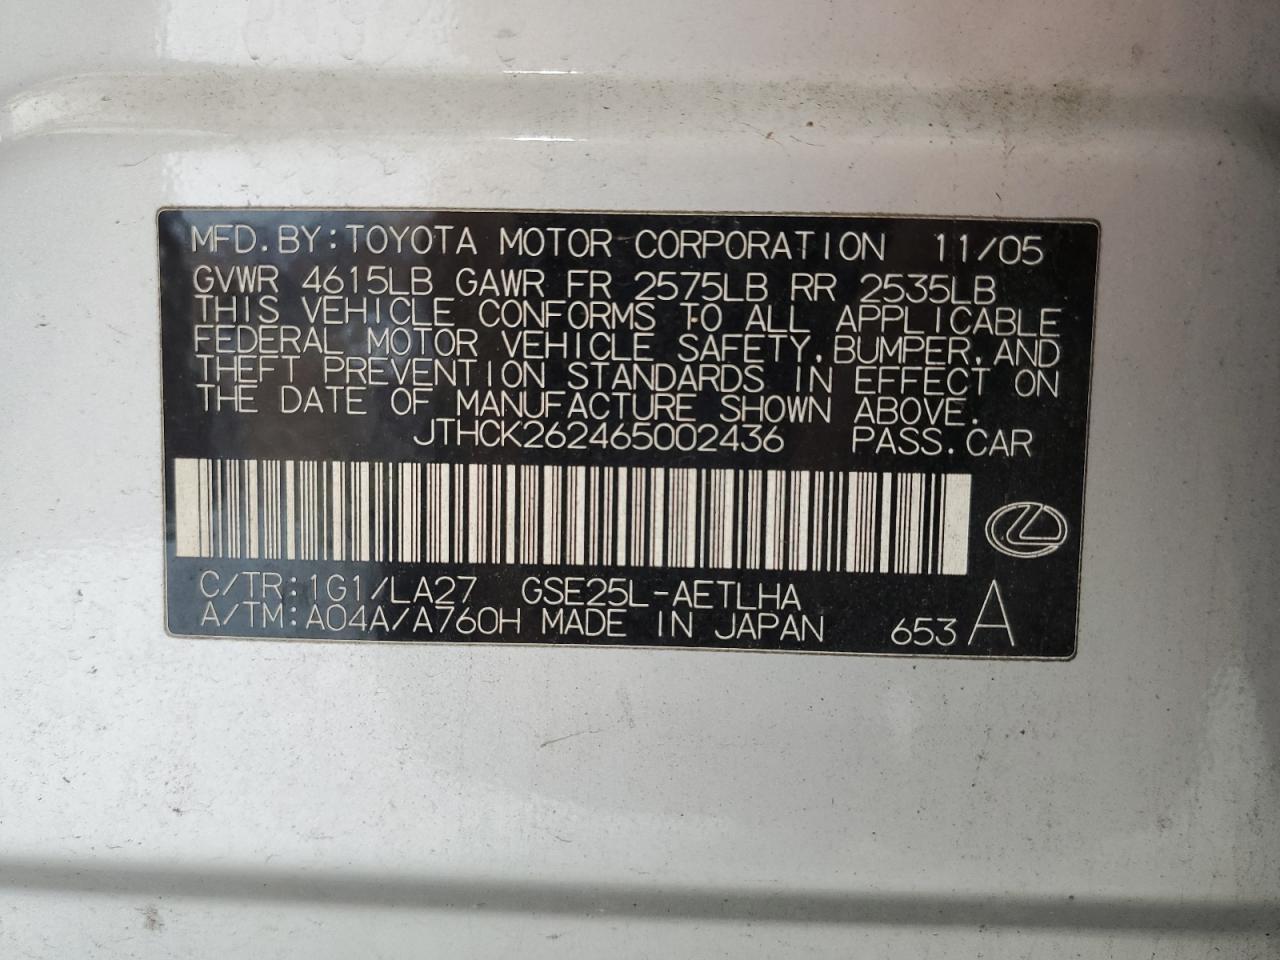 MFD.BY:TOYOTA MOTOR CORPORATION 11/05
GVWR 4615LB GAWR FR 2575LB RR 2535LB
THIS VEHICLE CONFORMS TO ALL APPLICABLE
FEDERAL MOTOR VEHICLE SAFETY, BUMPER, AND
THEFT PREVENTION STANDARDS IN EFFECT ON
THE DATE OF MANUFACTURE SHOWN ABOVE.
JTHCK262465002436 PASS.CAR
C/TR:1G1/LA27 GSE25L-AETLHA
A/TM:A04A/A760H MADE IN JAPAN 653 A